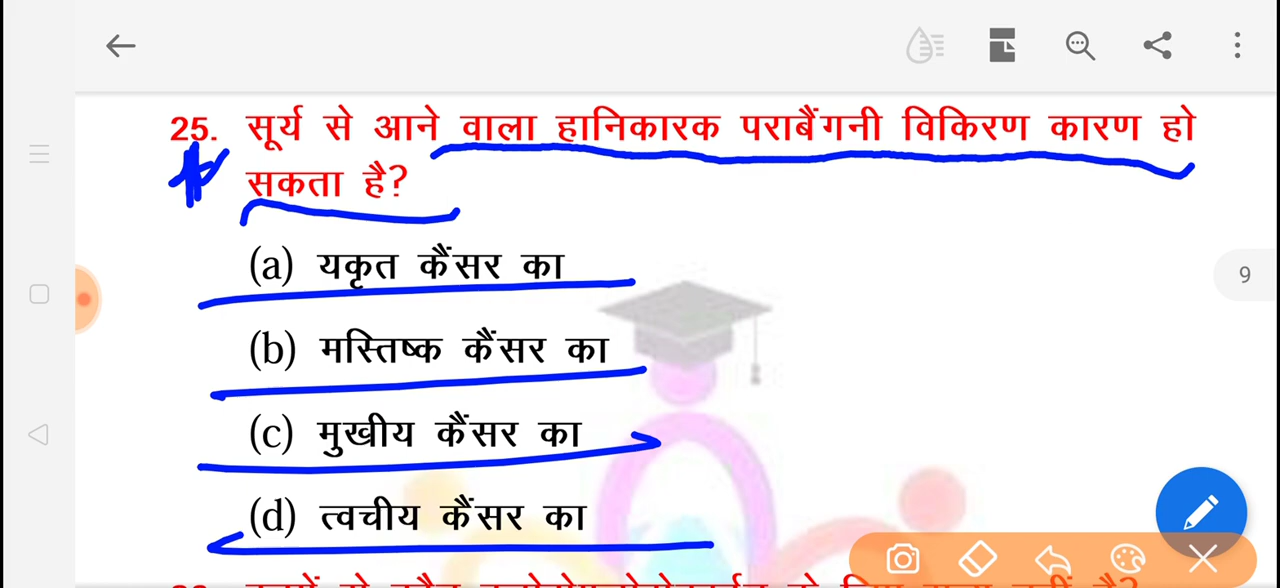 25. सूर्य से आने वाला हानिकारक पराबैंगनी विकिरण कारण हो
सकता है?
(a) यकृत कैंसर का
9
(b) मस्तिष्क कैंसर का
(c) मुखीय कैंसर का
(d) त्वचीय कैंसर का